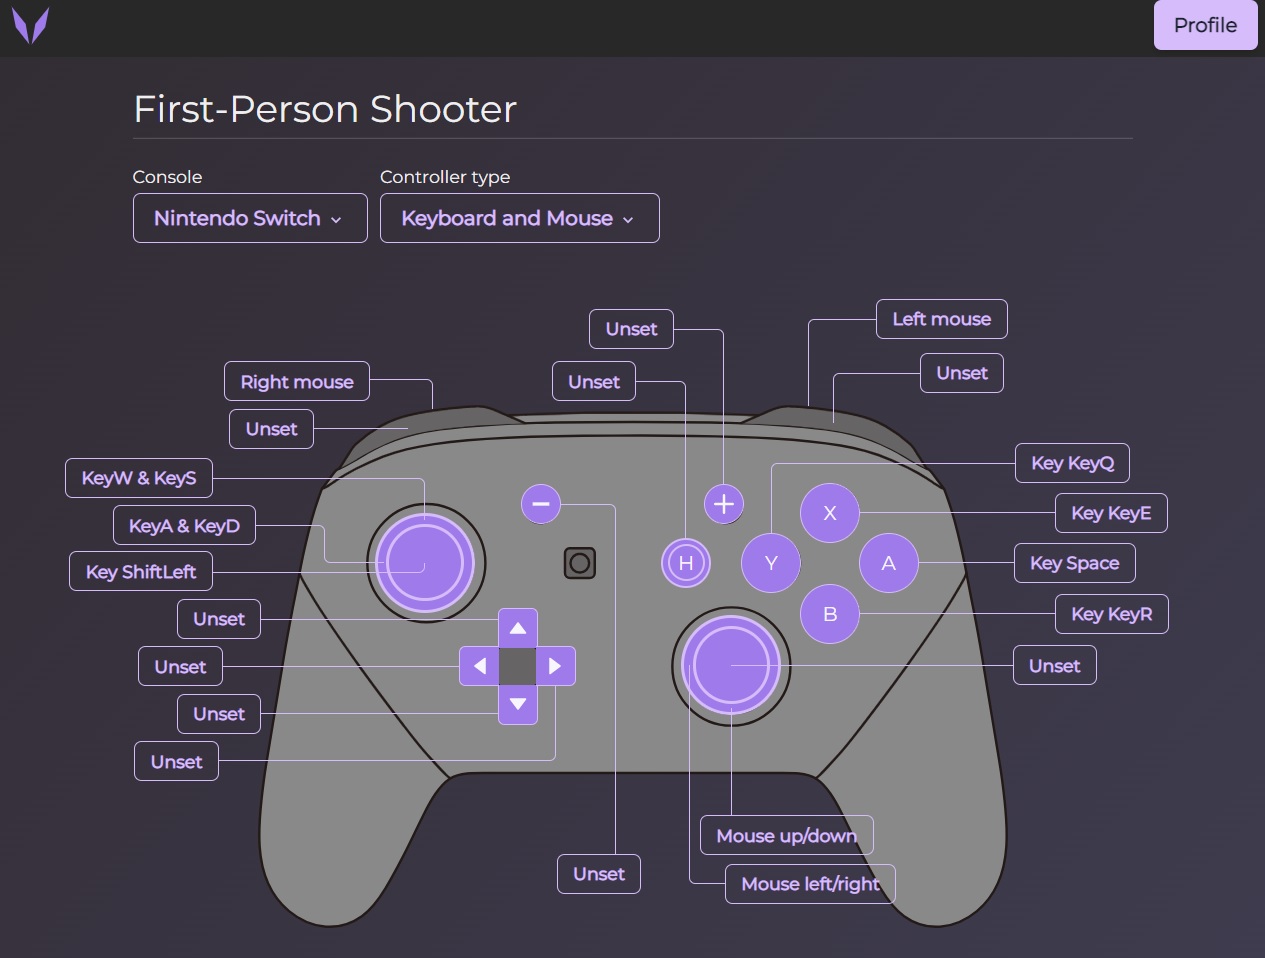 Profile
First-Person Shooter
Console
Controller type
Nintendo Switch
Keyboard and Mouse
Left mouse
Unset
Unset
Unset
Right mouse
Unset
KeyW & KeyS
Key KeyQ
KeyA & KeyD
Key KeyE
X
Key ShiftLeft
H
Y
A
Key Space
Unset
B
Key KeyR
Unset
Unset
Unset
Unset
Mouse up/down
Unset
Mouse left/right